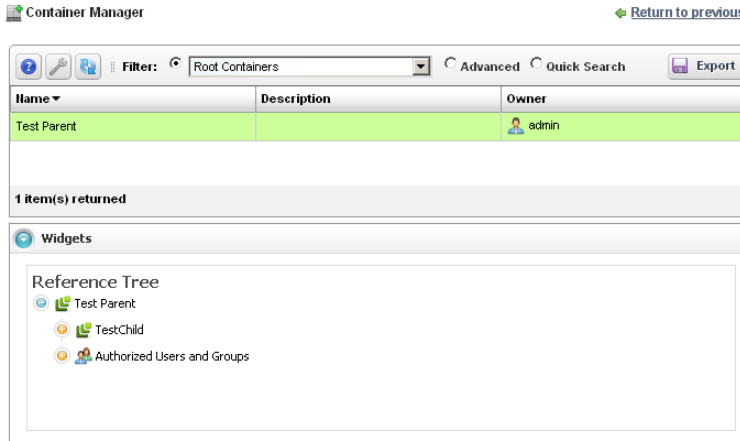 Container Manager
Return to previous
Filter: Root Containers Advanced Quick Search Export
Name Description Owner
Test Parent admin
1 item(s) returned
Widgets
Reference Tree
Test Parent
TestChild
Authorized Users and Groups